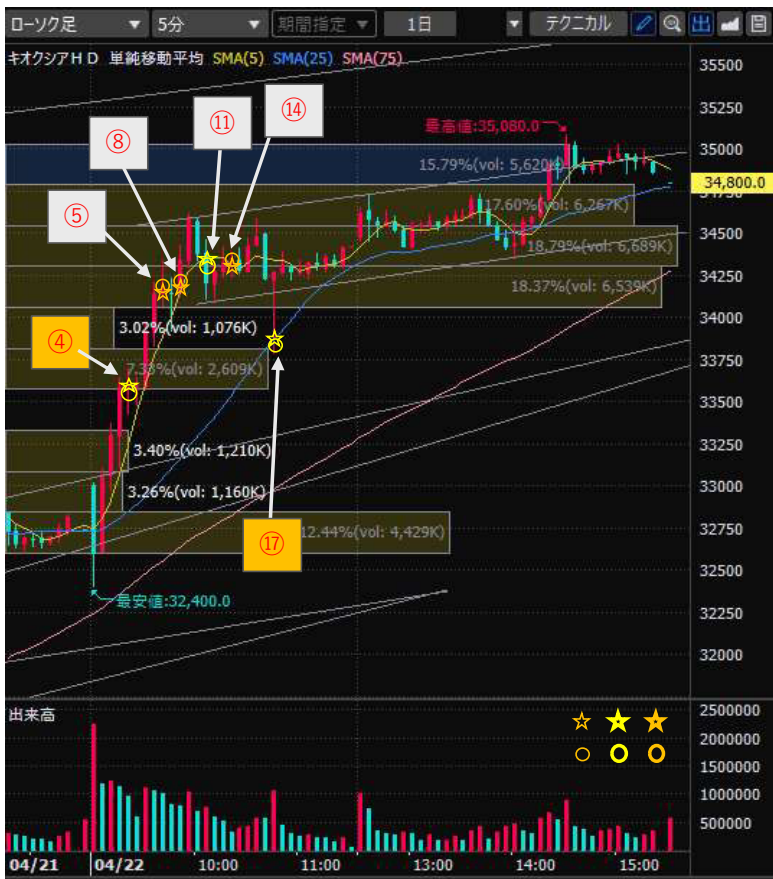 ローソク足 ▼ 5分 ▼ 期間指定 ▼ 1日 ▼ テクニカル 出
キオクシアHD 単純移動平均 SMA(5) SMA(25) SMA(75)
35500
35250
最高値:35,080.0
35000
15.79%(vol: 5,620K)
34,800.0
17.60%(vol: 6,267K)
34500
18.79%(vol: 6,689K)
34250
18.37%(vol: 6,539K)
34000
3.02%(vol: 1,076K)
33750
7.33%(vol: 2,609K)
33500
33250
3.40%(vol: 1,210K)
33000
3.26%(vol: 1,160K)
32750
12.44%(vol: 4,429K)
32500
最安値:32,400.0
32250
32000
⑭
⑪
⑧
⑤
④
⑰
出来高
2500000
2000000
1500000
1000000
500000
04/21 04/22 10:00 11:00 13:00 14:00 15:00